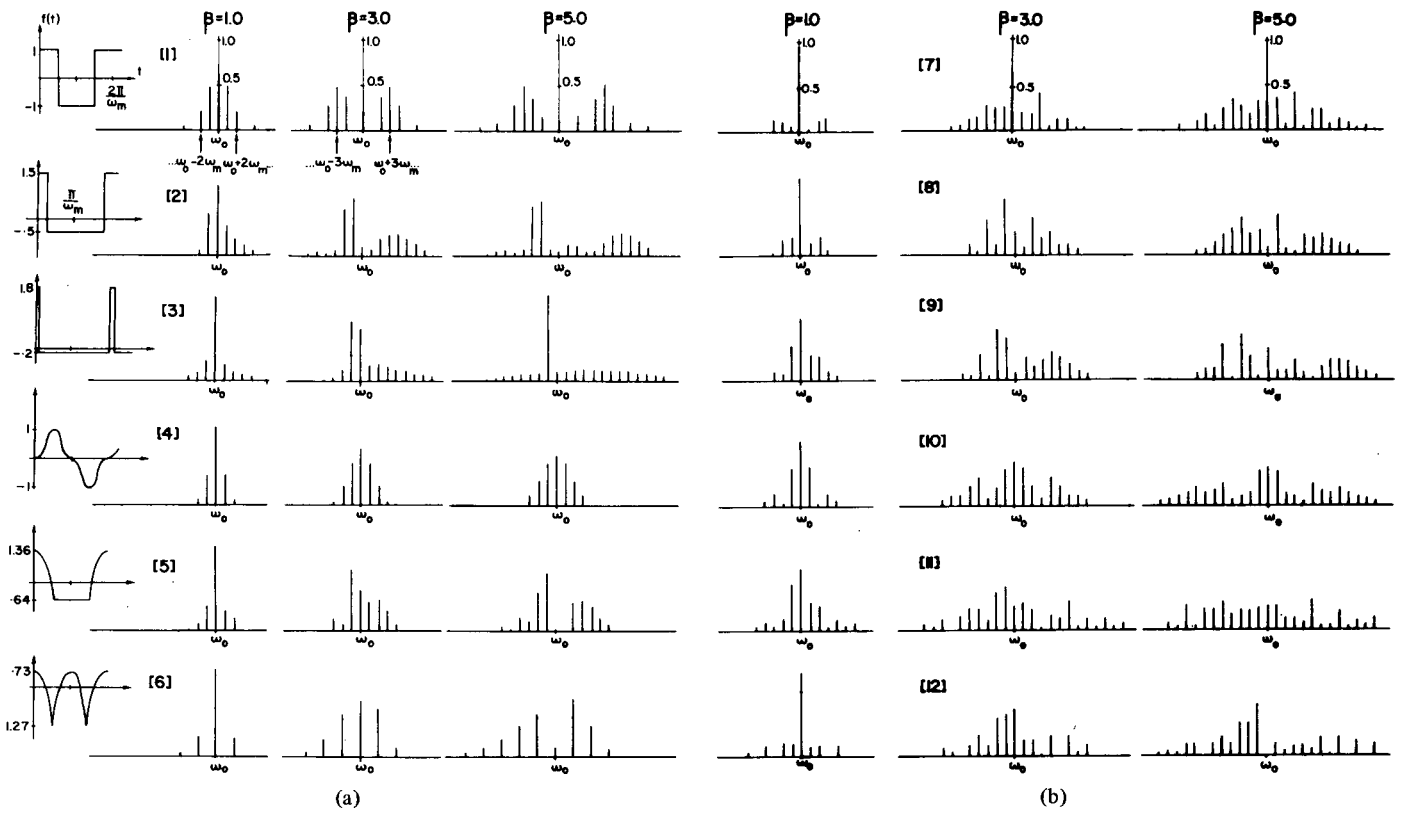 f(t) β=1.0 β=3.0 β=5.0 β=1.0 β=3.0 β=5.0
1.0 1.0 1.0 1.0 1.0 1.0
1 [1] [7]
0.5 0.5 0.5 0.5 0.5 0.5
t
2π
ωm
-1
ω₀ ω₀ ω₀ ω₀ ω₀ ω₀
...ω₀-2ωm ω₀+2ωm... ...ω₀-3ωm ω₀+3ωm...
1.5 π [2] [8]
ωm
-.5
ω₀ ω₀ ω₀ ω₀ ω₀ ω₀
1.8 [3] [9]
-.2
ω₀ ω₀ ω₀ ω₀ ω₀ ω₀
1 [4] [10]
-1
ω₀ ω₀ ω₀ ω₀ ω₀ ω₀
1.36 [5] [11]
-64
ω₀ ω₀ ω₀ ω₀ ω₀ ω₀
.73 [6] [12]
1.27
ω₀ ω₀ ω₀ ω₀ ω₀ ω₀
(a) (b)